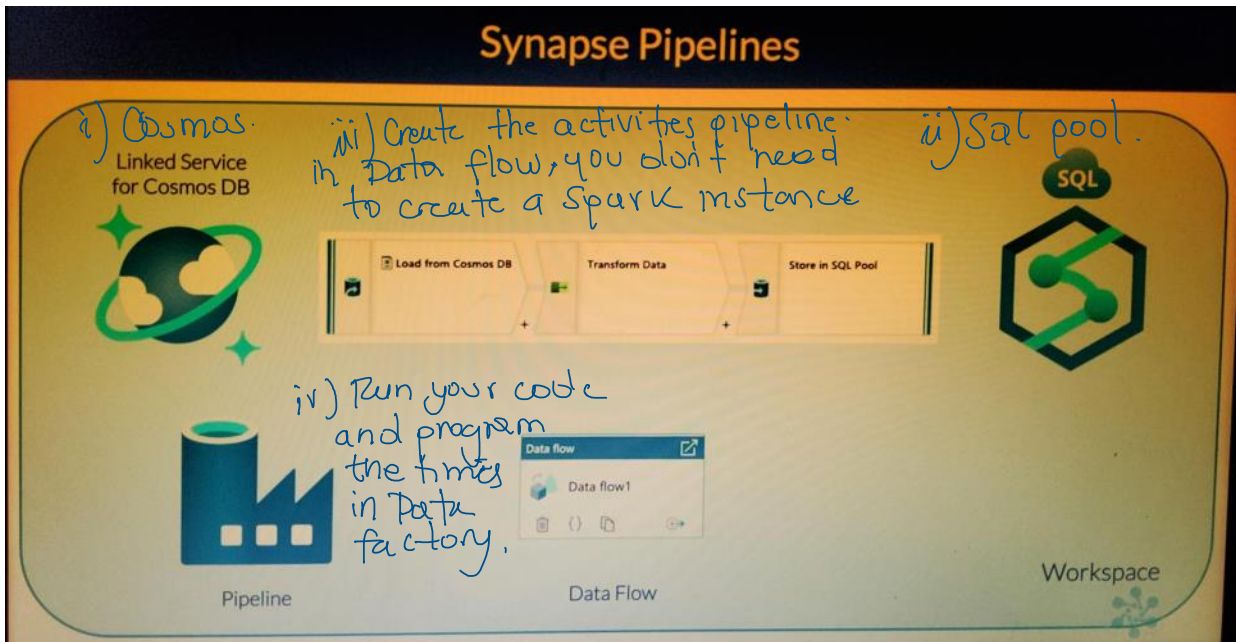 Synapse Pipelines
i) Cosmos.
Linked Service
for Cosmos DB
iii) Create the activities pipeline.
in Data flow, you don't need
to create a Spark instance
ii) Sql pool.
SQL
Load from Cosmos DB
Transform Data
Store in SQL Pool
+
+
iv) Run your code
and program
the times
in Data
factory.
Data flow
Data flow1
{}
Pipeline
Data Flow
Workspace